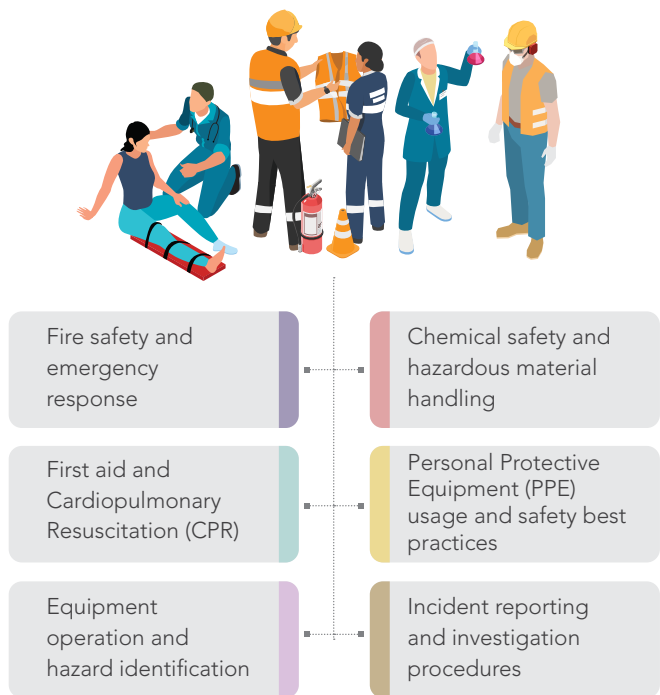 Fire safety and
emergency
response
Chemical safety and
hazardous material
handling
First aid and
Cardiopulmonary
Resuscitation (CPR)
Personal Protective
Equipment (PPE)
usage and safety best
practices
Equipment
operation and
hazard identification
Incident reporting
and investigation
procedures